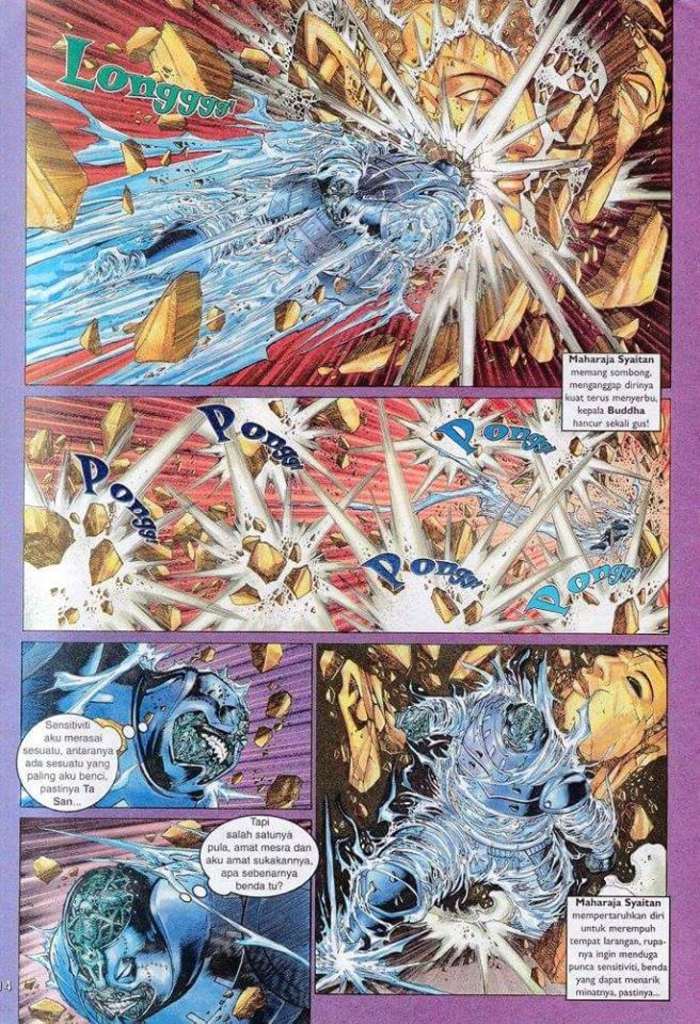 Longgggg!
Maharaja Syaitan
memang sombong,
menganggap dirinya
kuat terus menyerbu,
kepala Buddha
hancur sekali gus!
Pongg!
Pongg!
Pongg!
Pongg!
Pongg!
Sensitiviti
aku merasai
sesuatu, antaranya
ada sesuatu yang
paling aku benci,
pastinya Ta
San...
Tapi
salah satunya
pula, amat mesra dan
aku amat sukakannya,
apa sebenarnya
benda tu?
Maharaja Syaitan
mempertaruhkan diri
untuk merempuh
tempat larangan, rupa-
nya ingin menduga
punca sensitiviti, benda
yang dapat menarik
minatnya, pastinya...
14